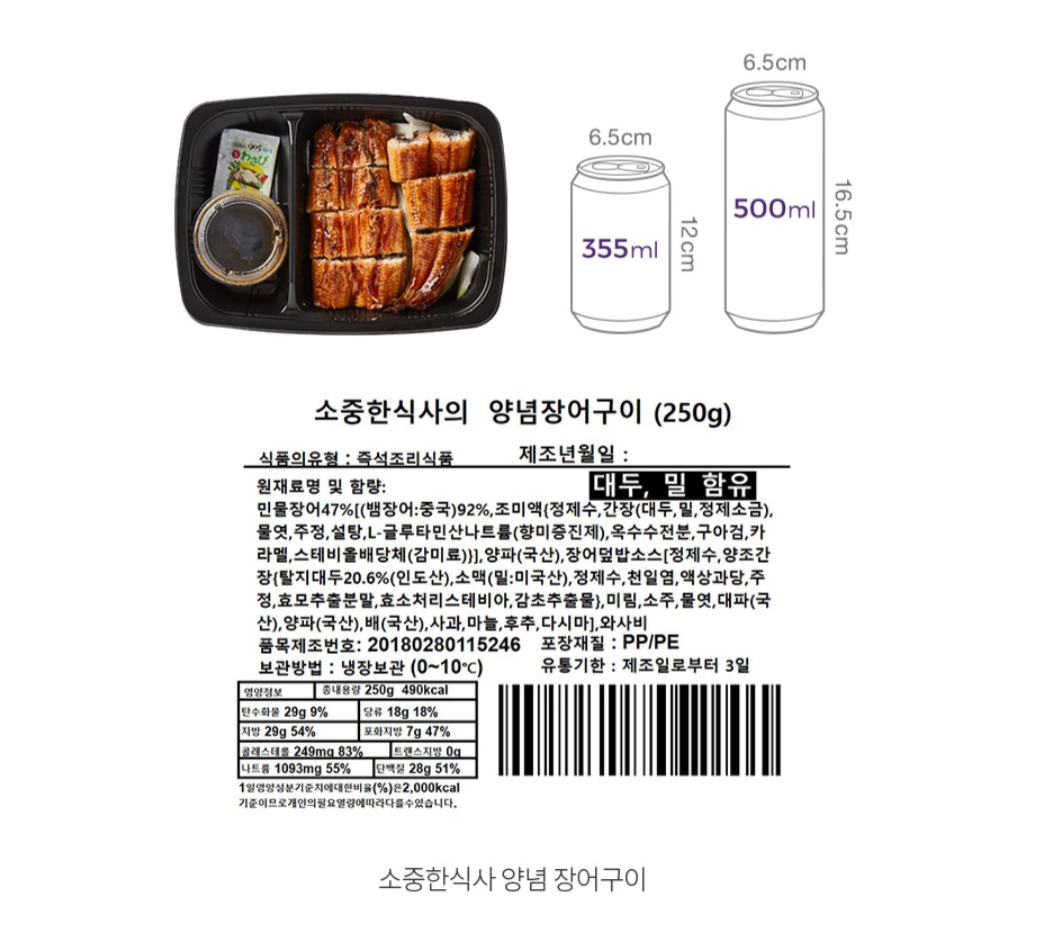 6.5cm
6.5cm
わさび
500ml
16.5cm
355ml
12cm
소중한식사의 양념장어구이 (250g)
식품의유형 : 즉석조리식품 제조년월일 :
원재료명 및 함량: 대두, 밀 함유
민물장어47%[(뱀장어:중국)92%,조미액{정제수,간장(대두,밀,정제소금),
물엿,주정,설탕,L-글루타민산나트륨(향미증진제),옥수수전분,구아검,카
라멜,스테비올배당체(감미료)}],양파(국산),장어덮밥소스[정제수,양조간
장{탈지대두20.6%(인도산),소맥(밀:미국산),정제수,천일염,액상과당,주
정,효모추출분말,효소처리스테비아,감초추출물},미림,소주,물엿,대파(국
산),양파(국산),배(국산),사과,마늘,후추,다시마],와사비
품목제조번호: 20180280115246 포장재질 : PP/PE
보관방법 : 냉장보관 (0~10℃) 유통기한 : 제조일로부터 3일
영양정보 총내용량 250g 490kcal
탄수화물 29g 9% 당류 18g 18%
지방 29g 54% 포화지방 7g 47%
콜레스테롤 249mg 83% 트랜스지방 0g
나트륨 1093mg 55% 단백질 28g 51%
1일영양성분기준치에대한비율(%)은2,000kcal
기준이므로개인의필요열량에따라다를수있습니다.
소중한식사 양념 장어구이